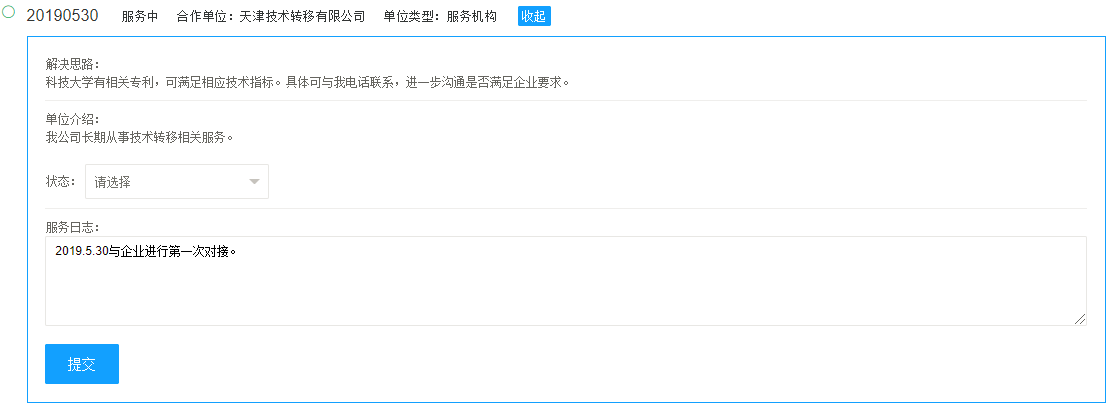 20190530 服务中 合作单位：天津技术转移有限公司 单位类型：服务机构 收起
解决思路：
科技大学有相关专利，可满足相应技术指标。具体可与我电话联系，进一步沟通是否满足企业要求。
单位介绍：
我公司长期从事技术转移相关服务。
状态： 请选择
服务日志：
2019.5.30与企业进行第一次对接。
提交